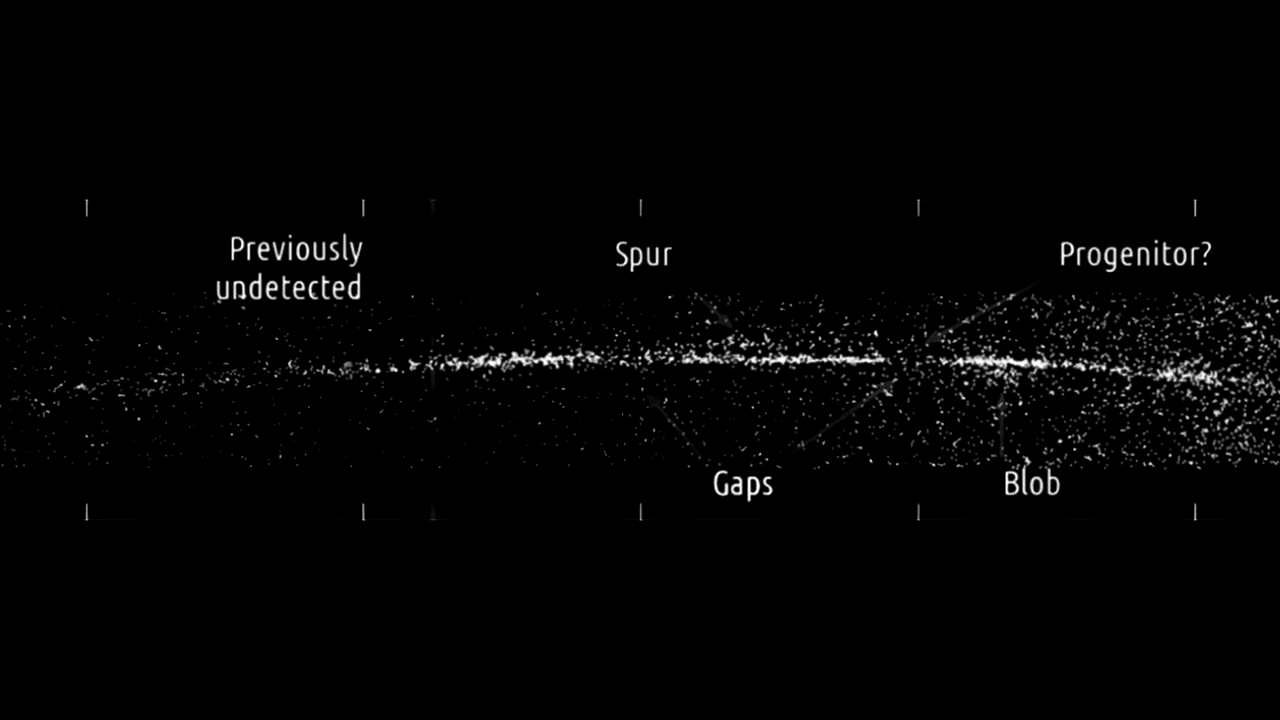 Previously
undetected
Spur
Progenitor?
Gaps
Blob